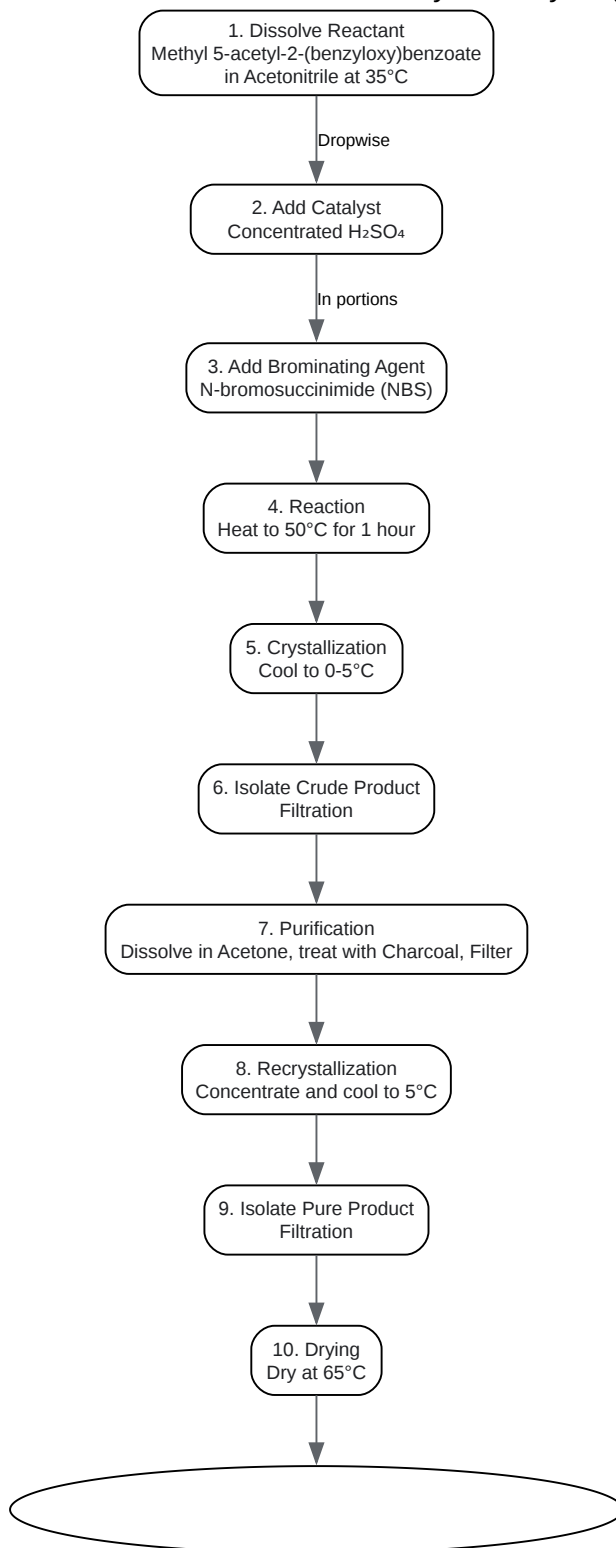 1. Dissolve Reactant
Methyl 5-acetyl-2-(benzyloxy)benzoate
in Acetonitrile at 35°C
Dropwise
2. Add Catalyst
Concentrated H₂SO₄
In portions
3. Add Brominating Agent
N-bromosuccinimide (NBS)
4. Reaction
Heat to 50°C for 1 hour
5. Crystallization
Cool to 0-5°C
6. Isolate Crude Product
Filtration
7. Purification
Dissolve in Acetone, treat with Charcoal, Filter
8. Recrystallization
Concentrate and cool to 5°C
9. Isolate Pure Product
Filtration
10. Drying
Dry at 65°C